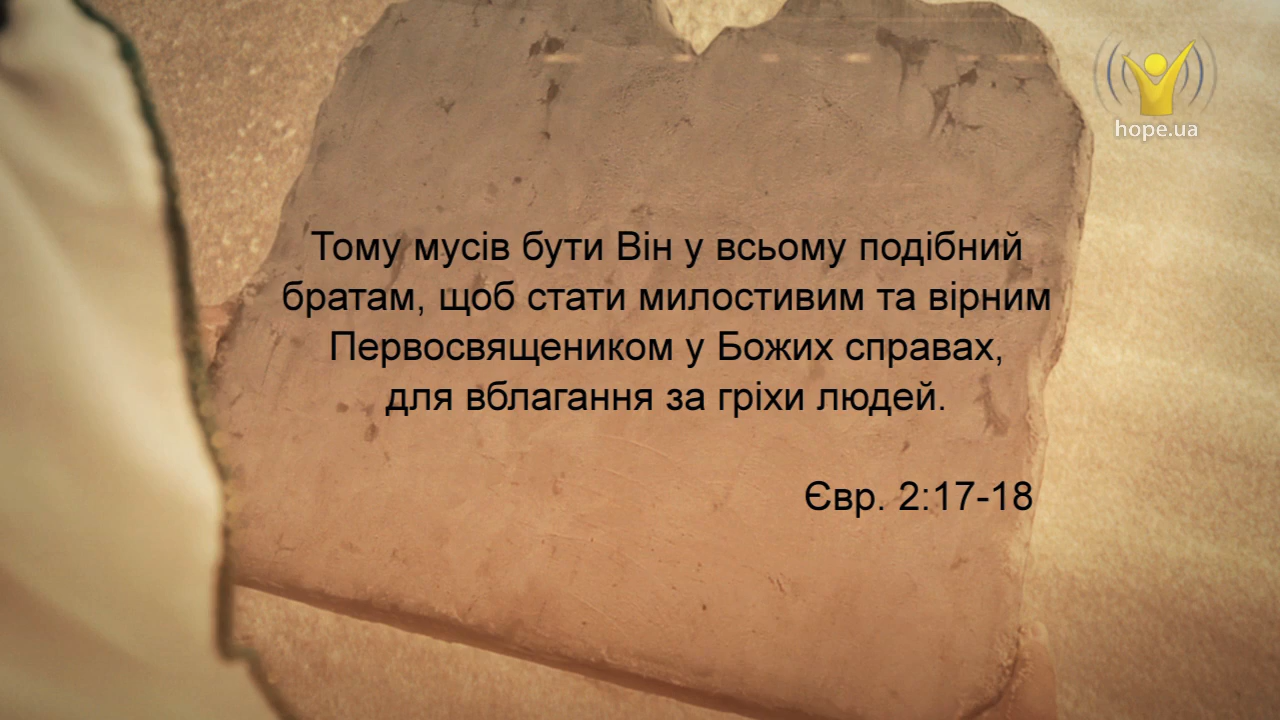 hope.ua
Тому мусів бути Він у всьому подібний
братам, щоб стати милостивим та вірним
Первосвящеником у Божих справах,
для вблагання за гріхи людей.
Євр. 2:17-18